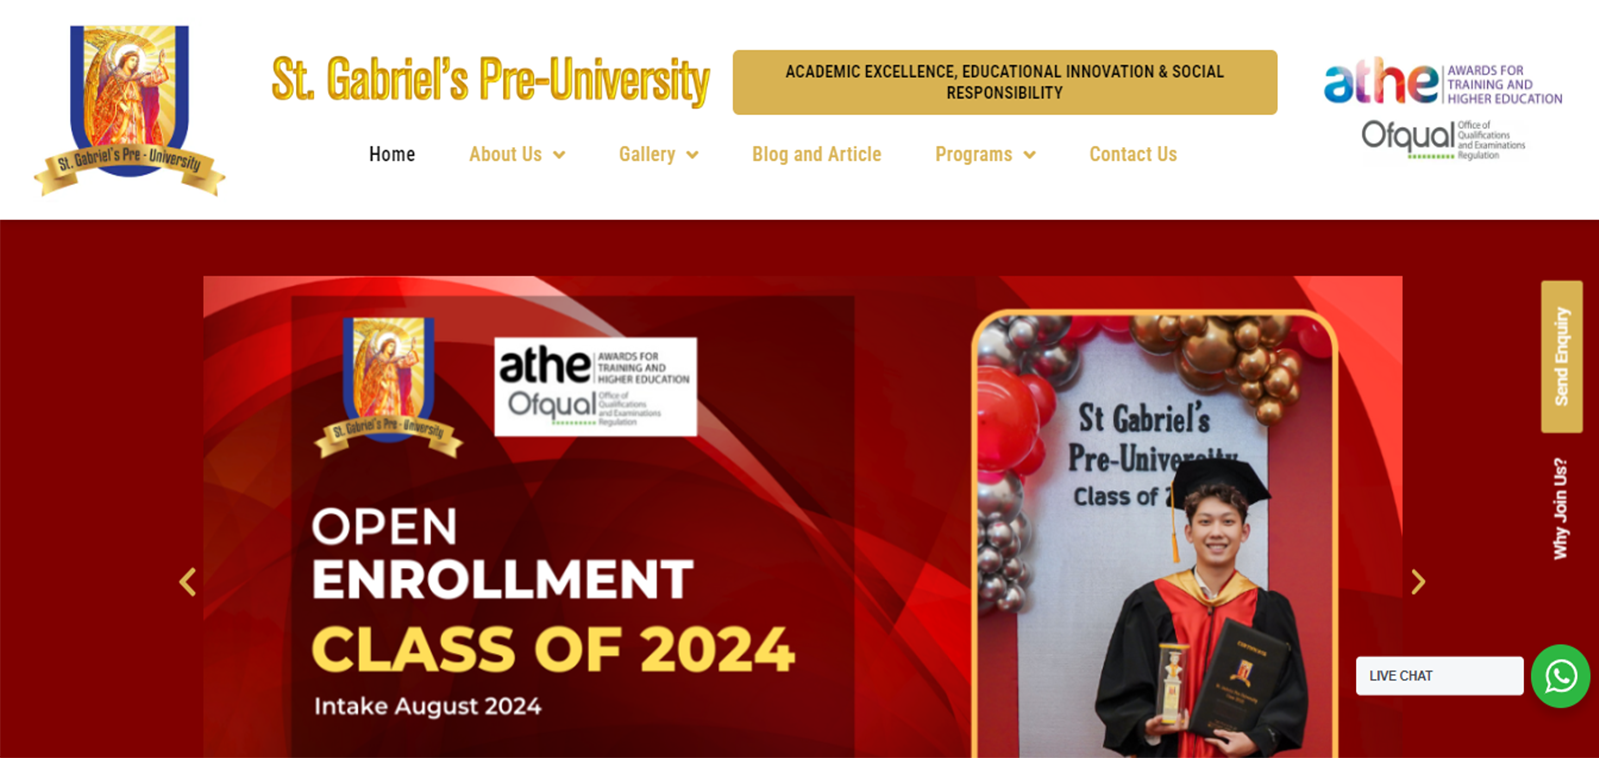 St. Gabriel's Pre-University
St. Gabriel's Pre-University
ACADEMIC EXCELLENCE, EDUCATIONAL INNOVATION & SOCIAL
RESPONSIBILITY
athe AWARDS FOR
TRAINING AND
HIGHER EDUCATION
Ofqual Office of
Qualifications
and Examinations
Regulation
Home About Us Gallery Blog and Article Programs Contact Us
St. Gabriel's Pre-University
athe AWARDS FOR
TRAINING AND
HIGHER EDUCATION
Ofqual Office of
Qualifications
and Examinations
Regulation
OPEN
ENROLLMENT
CLASS OF 2024
Intake August 2024
St Gabriel's
Pre-University
Class of 2
CERTIFICATE
Send Enquiry
Why Join Us?
LIVE CHAT